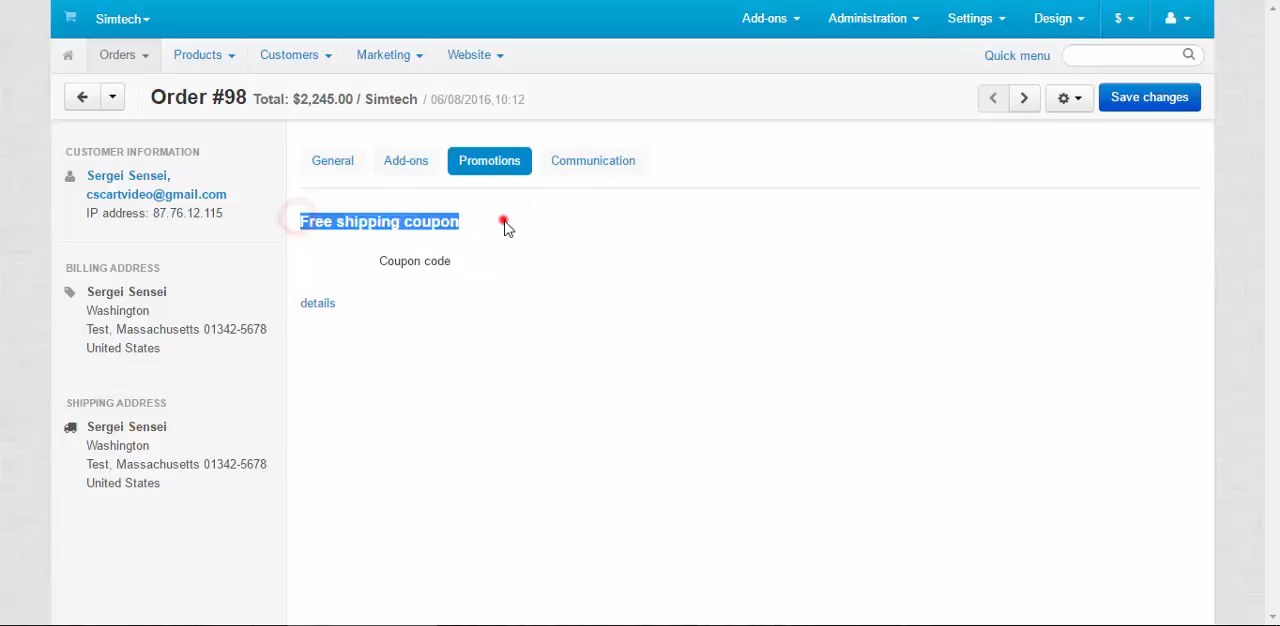 Simtech
Add-ons
Administration
Settings
Design
$
Orders
Products
Customers
Marketing
Website
Quick menu
Order #98 Total: $2,245.00 / Simtech / 06/08/2016,10:12
Save changes
CUSTOMER INFORMATION
Sergei Sensei,
cscartvideo@gmail.com
IP address: 87.76.12.115
BILLING ADDRESS
Sergei Sensei
Washington
Test, Massachusetts 01342-5678
United States
SHIPPING ADDRESS
Sergei Sensei
Washington
Test, Massachusetts 01342-5678
United States
General
Add-ons
Promotions
Communication
Free shipping coupon
Coupon code
details